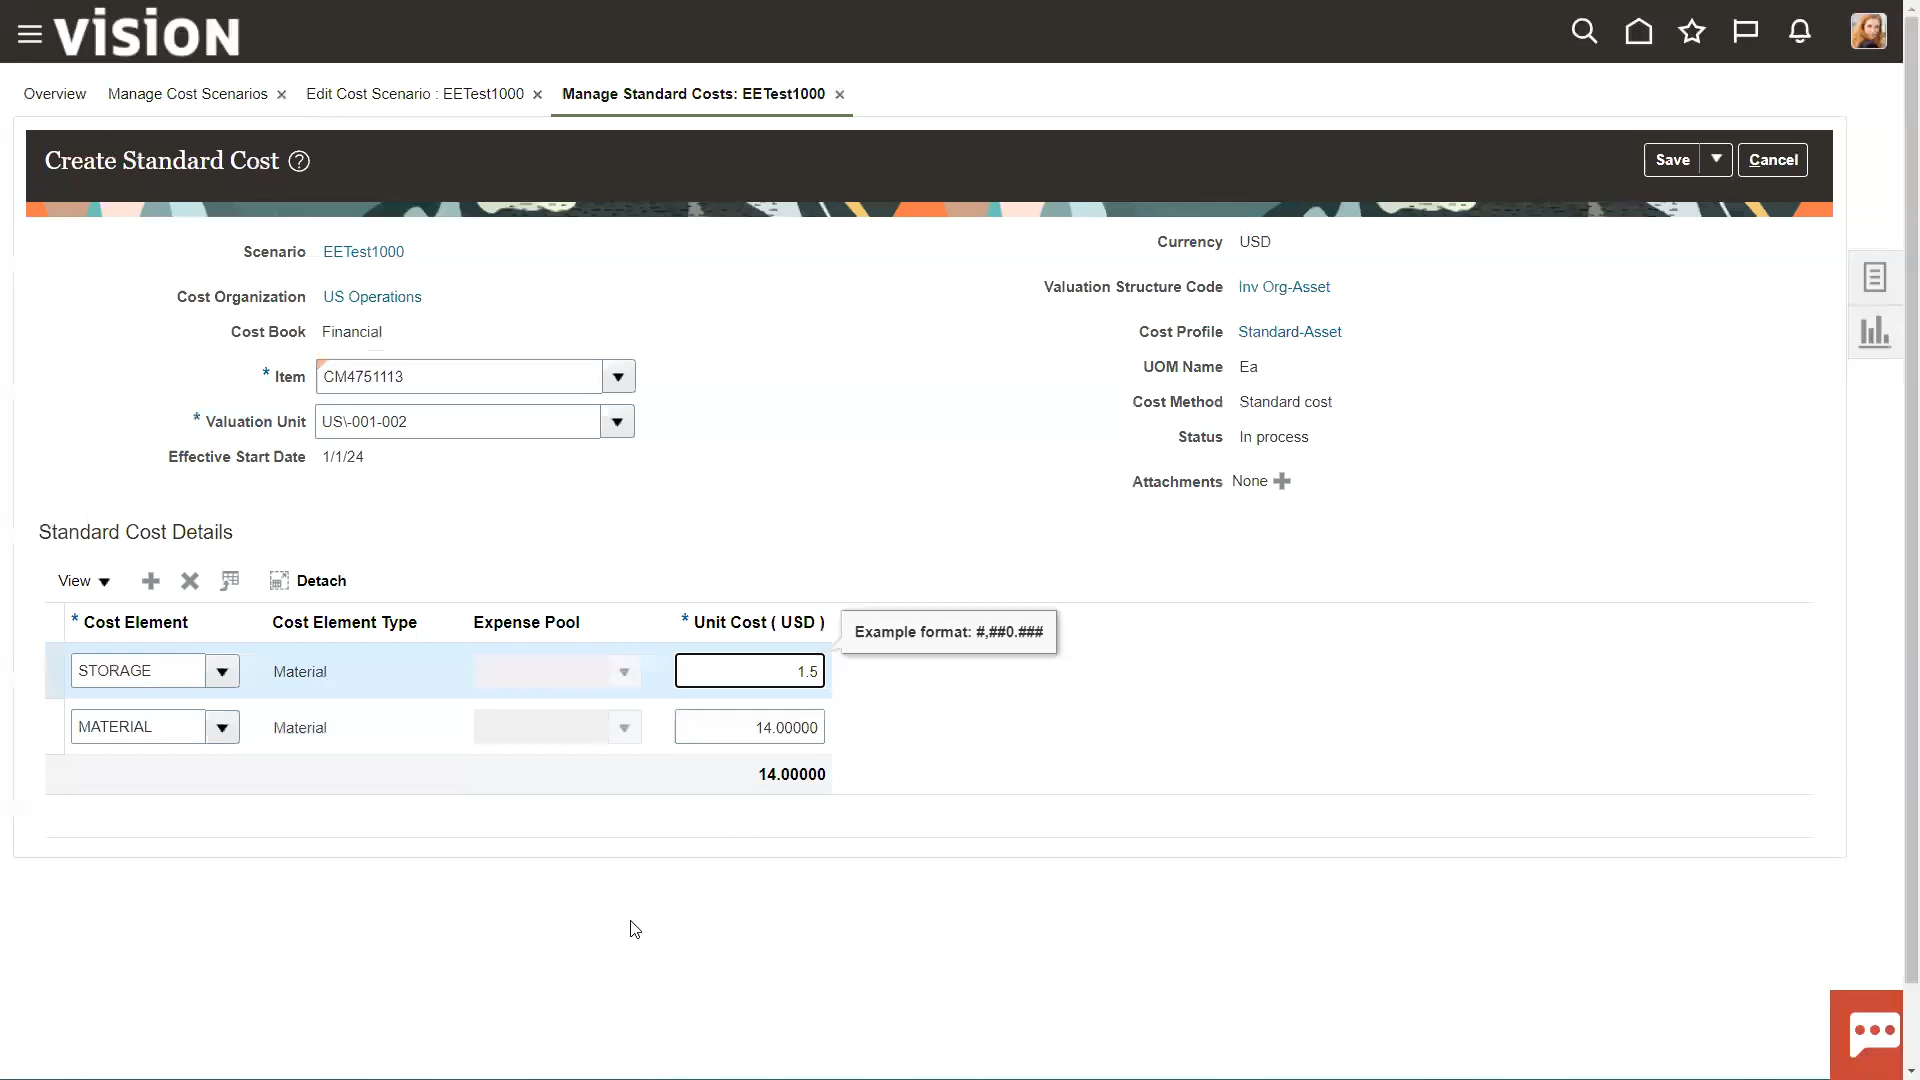 VISION
Overview Manage Cost Scenarios × Edit Cost Scenario : EETest1000 × Manage Standard Costs: EETest1000 ×
Create Standard Cost ?
Save Cancel
Scenario EETest1000
Cost Organization US Operations
Cost Book Financial
* Item CM4751113
* Valuation Unit US\-001-002
Effective Start Date 1/1/24
Currency USD
Valuation Structure Code Inv Org-Asset
Cost Profile Standard-Asset
UOM Name Ea
Cost Method Standard cost
Status In process
Attachments None
Standard Cost Details
View Detach
* Cost Element Cost Element Type Expense Pool * Unit Cost ( USD )
Example format: #,##0.###
STORAGE Material 1.5
MATERIAL Material 14.00000
14.00000